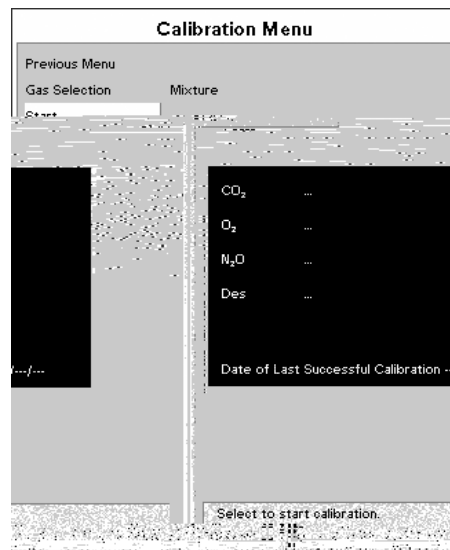 Calibration Menu
Previous Menu
Gas Selection Mixture
Start
CO₂ ...
O₂ ...
N₂O ...
Des ...
/---/---
Date of Last Successful Calibration --
Select to start calibration.